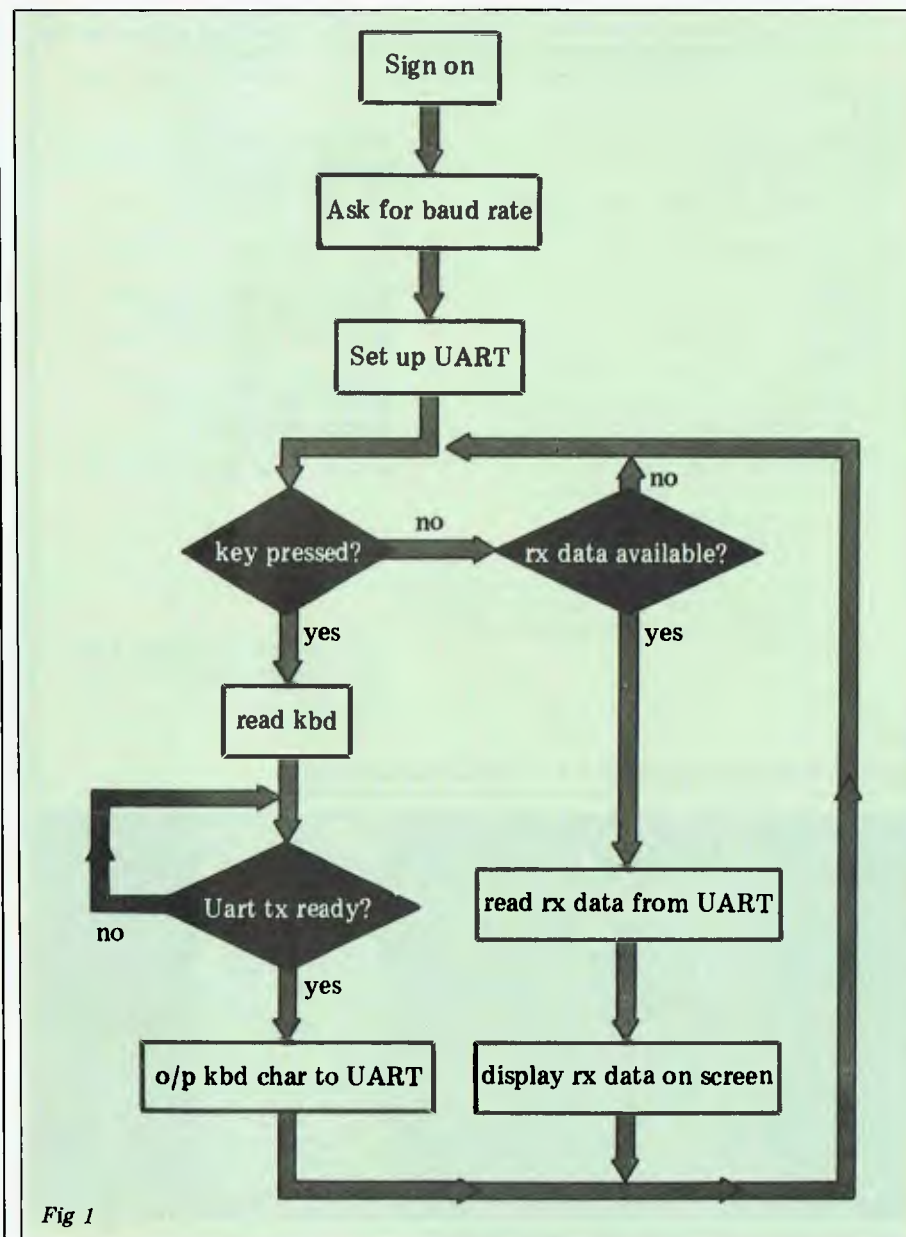 Sign on
Ask for baud rate
Set up UART
key pressed?
no
rx data available?
no
yes
yes
read kbd
Uart tx ready?
no
yes
read rx data from UART
o/p kbd char to UART
display rx data on screen
Fig 1